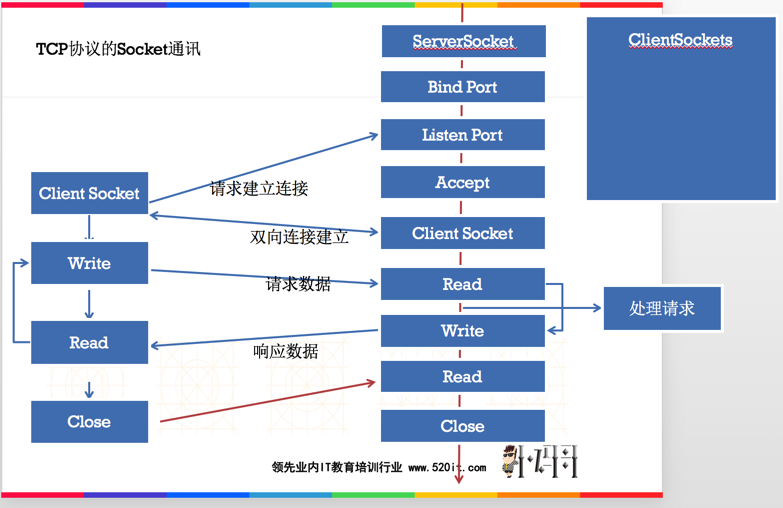 TCP协议的Socket通讯
ServerSocket
ClientSockets
Bind Port
Listen Port
Accept
请求建立连接
Client Socket
双向连接建立
Client Socket
Write
请求数据
Read
处理请求
Write
Read
响应数据
Read
Close
Close
领先业内IT教育培训行业 www.520it.com
小码哥